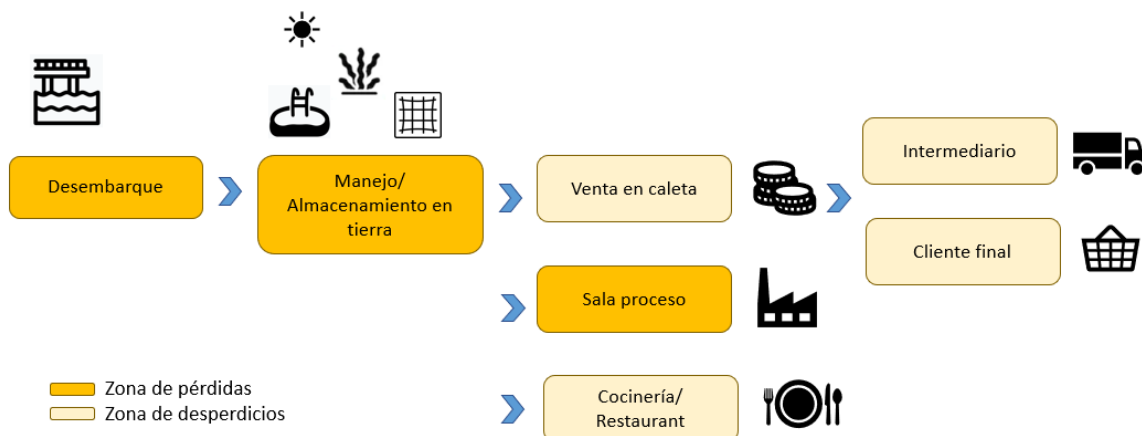 Desembarque
Manejo/
Almacenamiento en
tierra
Venta en caleta
Intermediario
Cliente final
Sala proceso
Cocinería/
Restaurant
Zona de pérdidas
Zona de desperdicios